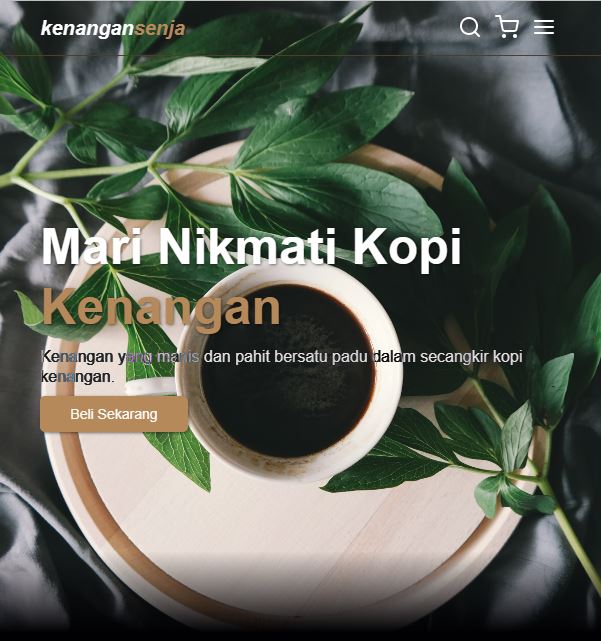 kenangansenja
Mari Nikmati Kopi
Kenangan
Kenangan yang manis dan pahit bersatu padu dalam secangkir kopi
kenangan.
Beli Sekarang